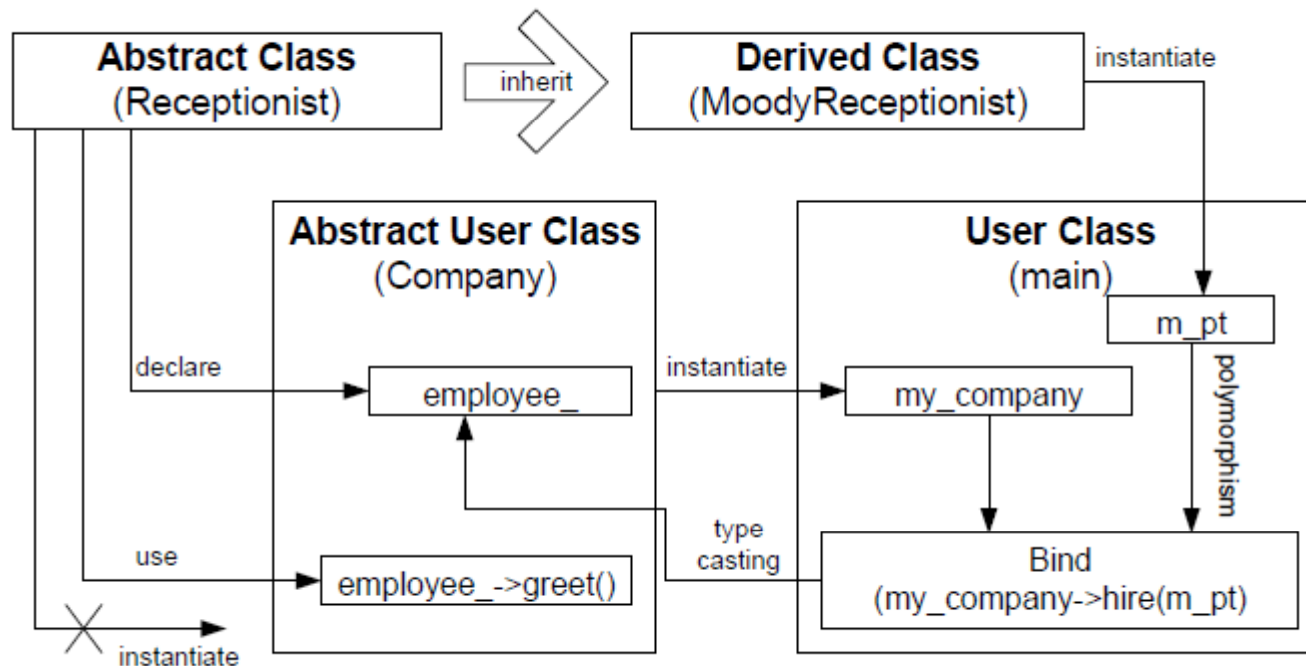 Abstract Class
(Receptionist)
inherit
Derived Class
(MoodyReceptionist)
instantiate
Abstract User Class
(Company)
User Class
(main)
m_pt
declare
employee_
instantiate
my_company
polymorphism
use
employee_->greet()
type
casting
Bind
(my_company->hire(m_pt)
instantiate